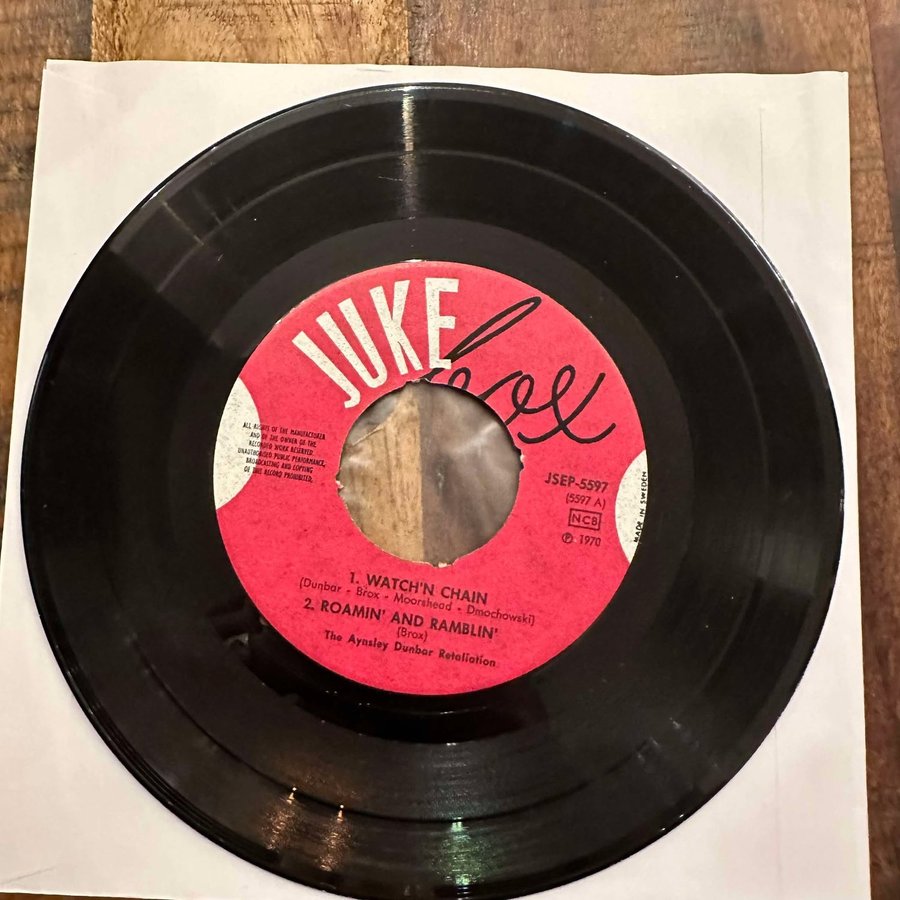 JUKE
box
ALL RIGHTS OF THE MANUFACTURER
AND OF THE OWNER OF THE
RECORDED WORK RESERVED.
UNAUTHORISED PUBLIC PERFORMANCE,
BROADCASTING AND COPYING
OF THIS RECORD PROHIBITED.
JSEP-5597
(5597 A)
NCB
℗ 1970
MADE IN SWEDEN
1. WATCH'N CHAIN
(Dunbar - Brox - Moorshead - Dmochowski)
2. ROAMIN' AND RAMBLIN'
(Brox)
The Aynsley Dunbar Retaliation